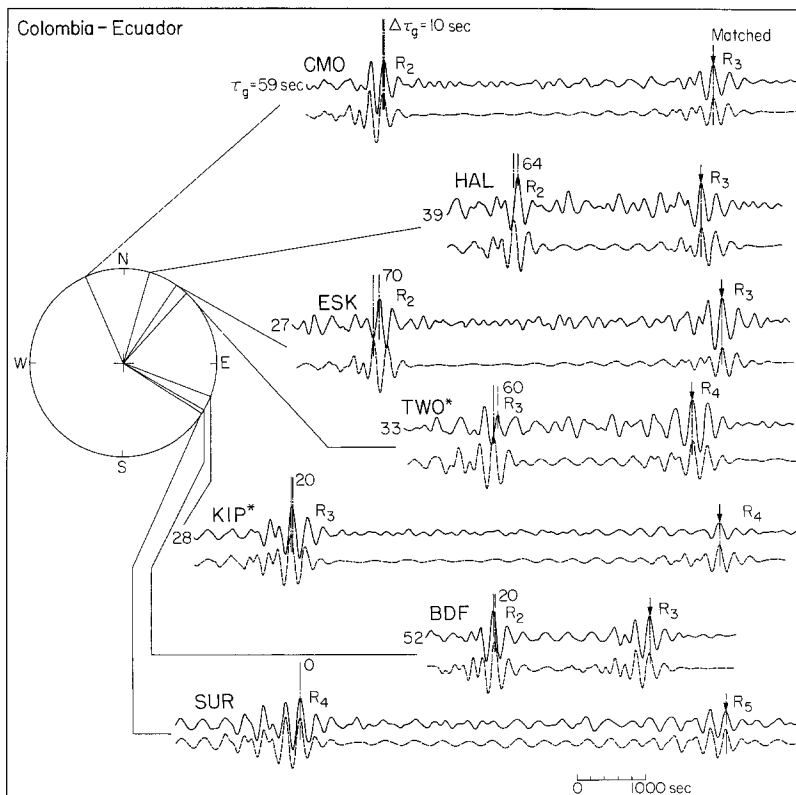 Colombia – Ecuador
Δτg = 10 sec
Matched
CMO
R2
R3
τg = 59 sec
64
HAL
R2
R3
39
N
70
ESK
R2
R3
27
W
E
60
TWO*
R3
R4
33
S
20
KIP*
R3
R4
28
20
BDF
R2
R3
52
0
SUR
R4
R5
0 1000 sec